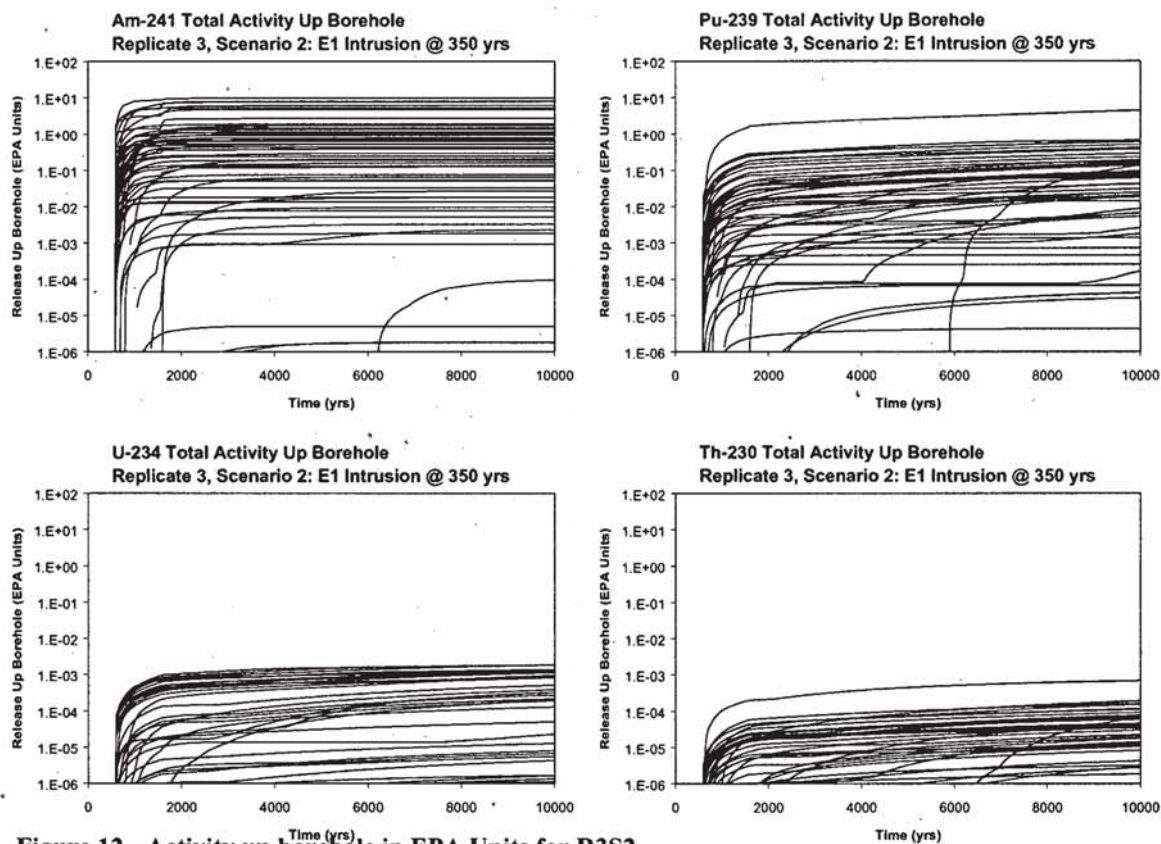 Am-241 Total Activity Up Borehole
Replicate 3, Scenario 2: E1 Intrusion @ 350 yrs
Release Up Borehole (EPA Units)
1.E+02
1.E+01
1.E+00
1.E-01
1.E-02
1.E-03
1.E-04
1.E-05
1.E-06
0 2000 4000 6000 8000 10000
Time (yrs)
Pu-239 Total Activity Up Borehole
Replicate 3, Scenario 2: E1 Intrusion @ 350 yrs
Release Up Borehole (EPA Units)
1.E+02
1.E+01
1.E+00
1.E-01
1.E-02
1.E-03
1.E-04
1.E-05
1.E-06
0 2000 4000 6000 8000 10000
Time (yrs)
U-234 Total Activity Up Borehole
Replicate 3, Scenario 2: E1 Intrusion @ 350 yrs
Release Up Borehole (EPA Units)
1.E+02
1.E+01
1.E+00
1.E-01
1.E-02
1.E-03
1.E-04
1.E-05
1.E-06
0 2000 4000 6000 8000 10000
Time (yrs)
Th-230 Total Activity Up Borehole
Replicate 3, Scenario 2: E1 Intrusion @ 350 yrs
Release Up Borehole (EPA Units)
1.E+02
1.E+01
1.E+00
1.E-01
1.E-02
1.E-03
1.E-04
1.E-05
1.E-06
0 2000 4000 6000 8000 10000
Time (yrs)
Figure 12 Activity up borehole in EPA Units for R3S2